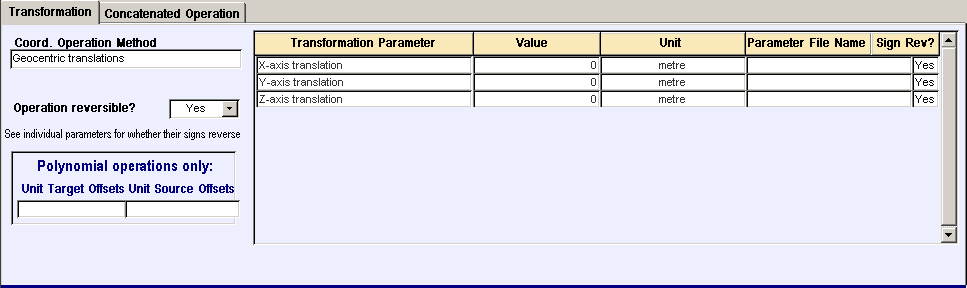 Transformation Concatenated Operation
Coord. Operation Method
Geocentric translations
Operation reversible? Yes
See individual parameters for whether their signs reverse
Polynomial operations only:
Unit Target Offsets Unit Source Offsets
Transformation Parameter Value Unit Parameter File Name Sign Rev?
X-axis translation 0 metre Yes
Y-axis translation 0 metre Yes
Z-axis translation 0 metre Yes